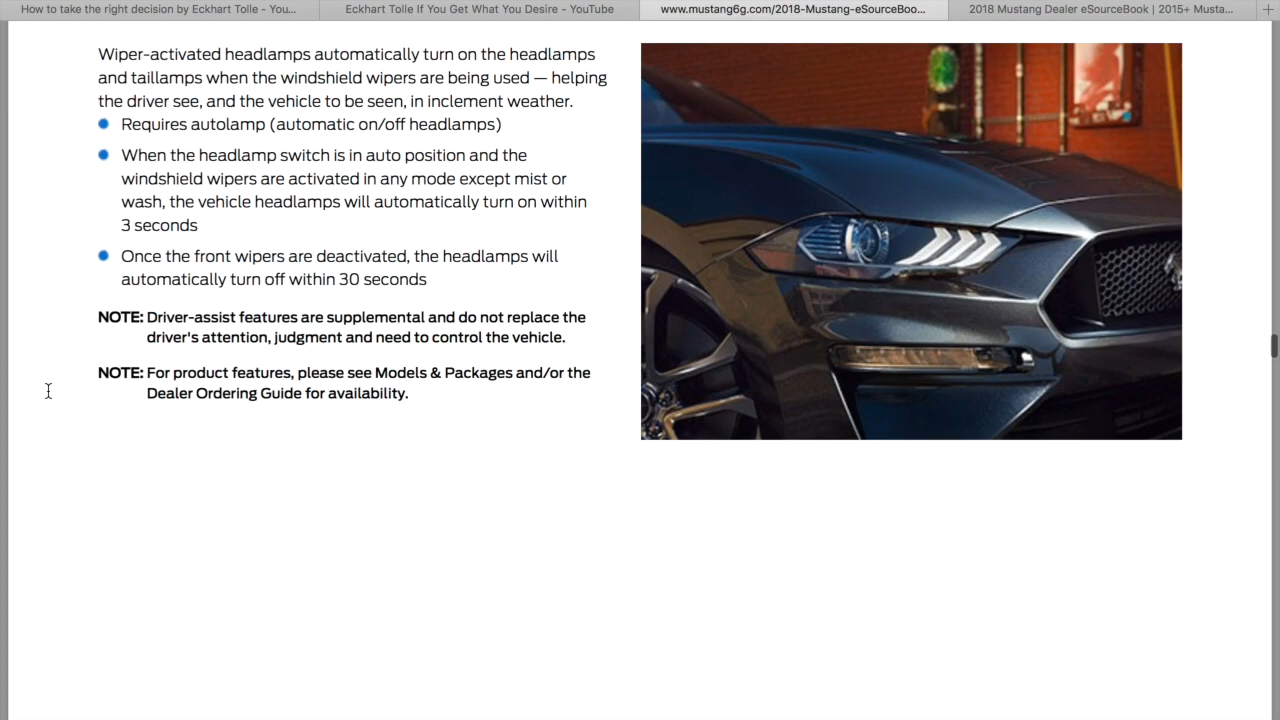 How to take the right decision by Eckhart Tolle - You...
Eckhart Tolle If You Get What You Desire - YouTube
www.mustang6g.com/2018-Mustang-eSourceBoo...
2018 Mustang Dealer eSourceBook | 2015+ Musta...
Wiper-activated headlamps automatically turn on the headlamps
and taillamps when the windshield wipers are being used — helping
the driver see, and the vehicle to be seen, in inclement weather.
Requires autolamp (automatic on/off headlamps)
When the headlamp switch is in auto position and the
windshield wipers are activated in any mode except mist or
wash, the vehicle headlamps will automatically turn on within
3 seconds
Once the front wipers are deactivated, the headlamps will
automatically turn off within 30 seconds
NOTE: Driver-assist features are supplemental and do not replace the
driver's attention, judgment and need to control the vehicle.
NOTE: For product features, please see Models & Packages and/or the
Dealer Ordering Guide for availability.